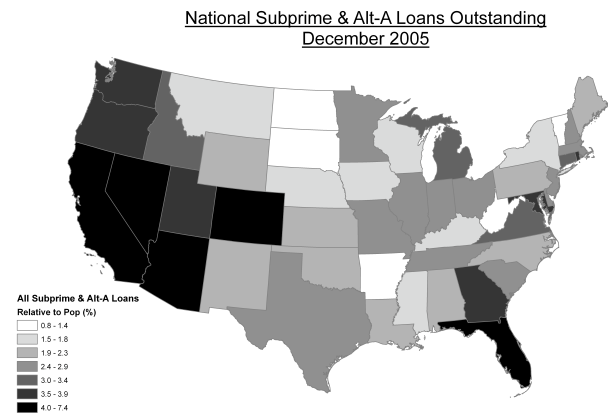 National Subprime & Alt-A Loans Outstanding
December 2005
All Subprime & Alt-A Loans
Relative to Pop (%)
0.8 - 1.4
1.5 - 1.8
1.9 - 2.3
2.4 - 2.9
3.0 - 3.4
3.5 - 3.9
4.0 - 7.4